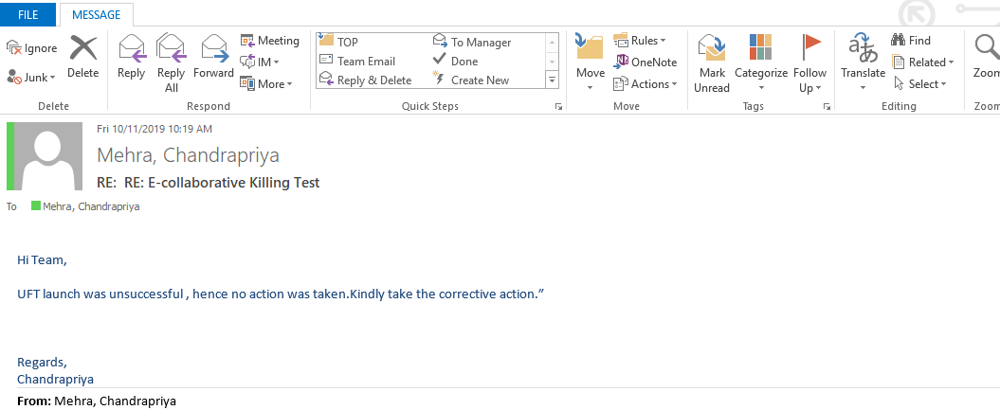 FILE MESSAGE
Ignore Meeting TOP To Manager Rules Find
Junk Delete Reply Reply All Forward IM Team Email Done Move OneNote Mark Unread Categorize Follow Up Translate Related Zoom
More Reply & Delete Create New Actions Select
Delete Respond Quick Steps Move Tags Editing Zoom
Fri 10/11/2019 10:19 AM
Mehra, Chandrapriya
RE: RE: E-collaborative Killing Test
To Mehra, Chandrapriya
Hi Team,
UFT launch was unsuccessful , hence no action was taken.Kindly take the corrective action.”
Regards,
Chandrapriya
From: Mehra, Chandrapriya